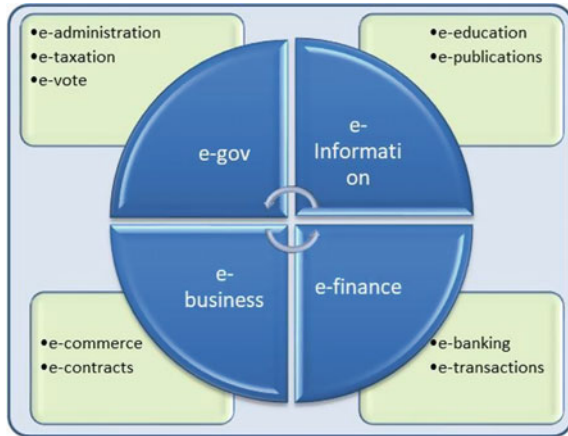 •e-administration
•e-taxation
•e-vote
•e-education
•e-publications
e-gov
e-
Informati
on
e-
business
e-finance
•e-commerce
•e-contracts
•e-banking
•e-transactions